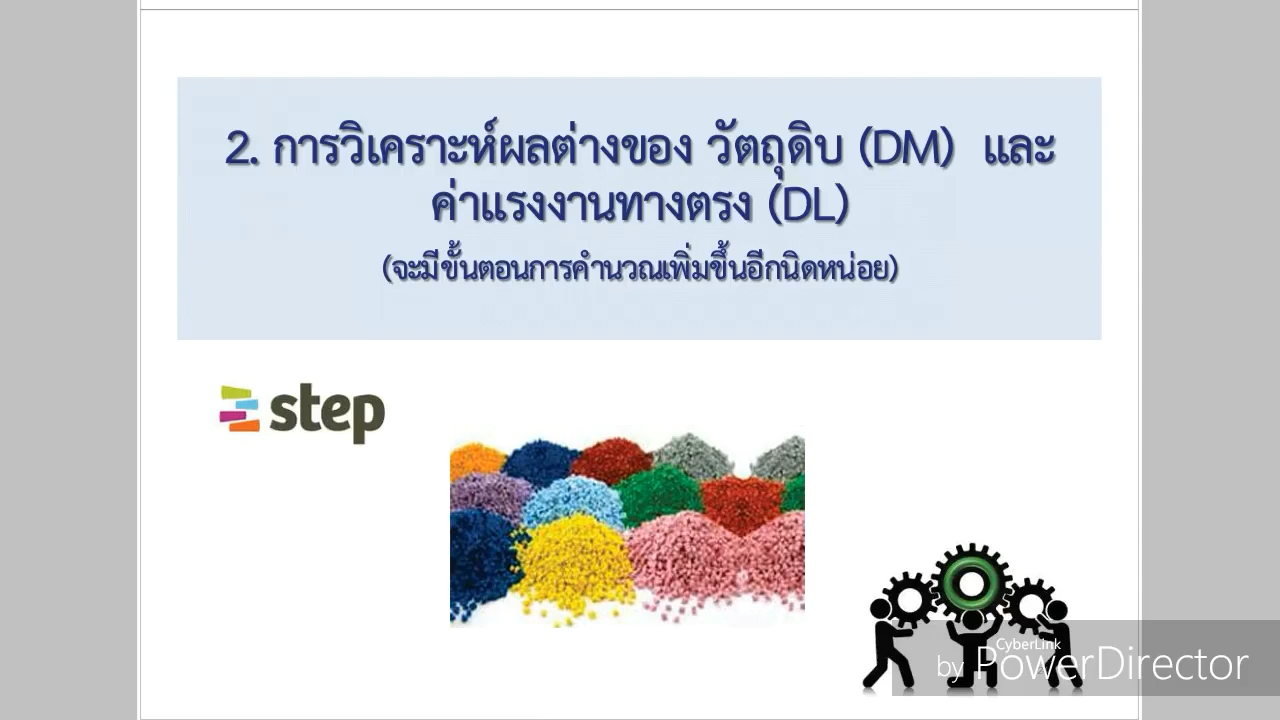 2. การวิเคราะห์ผลต่างของ วัตถุดิบ (DM) และ
ค่าแรงงานทางตรง (DL)
(จะมีขั้นตอนการคำนวณเพิ่มขึ้นอีกนิดหน่อย)
step
CyberLink
by PowerDirector